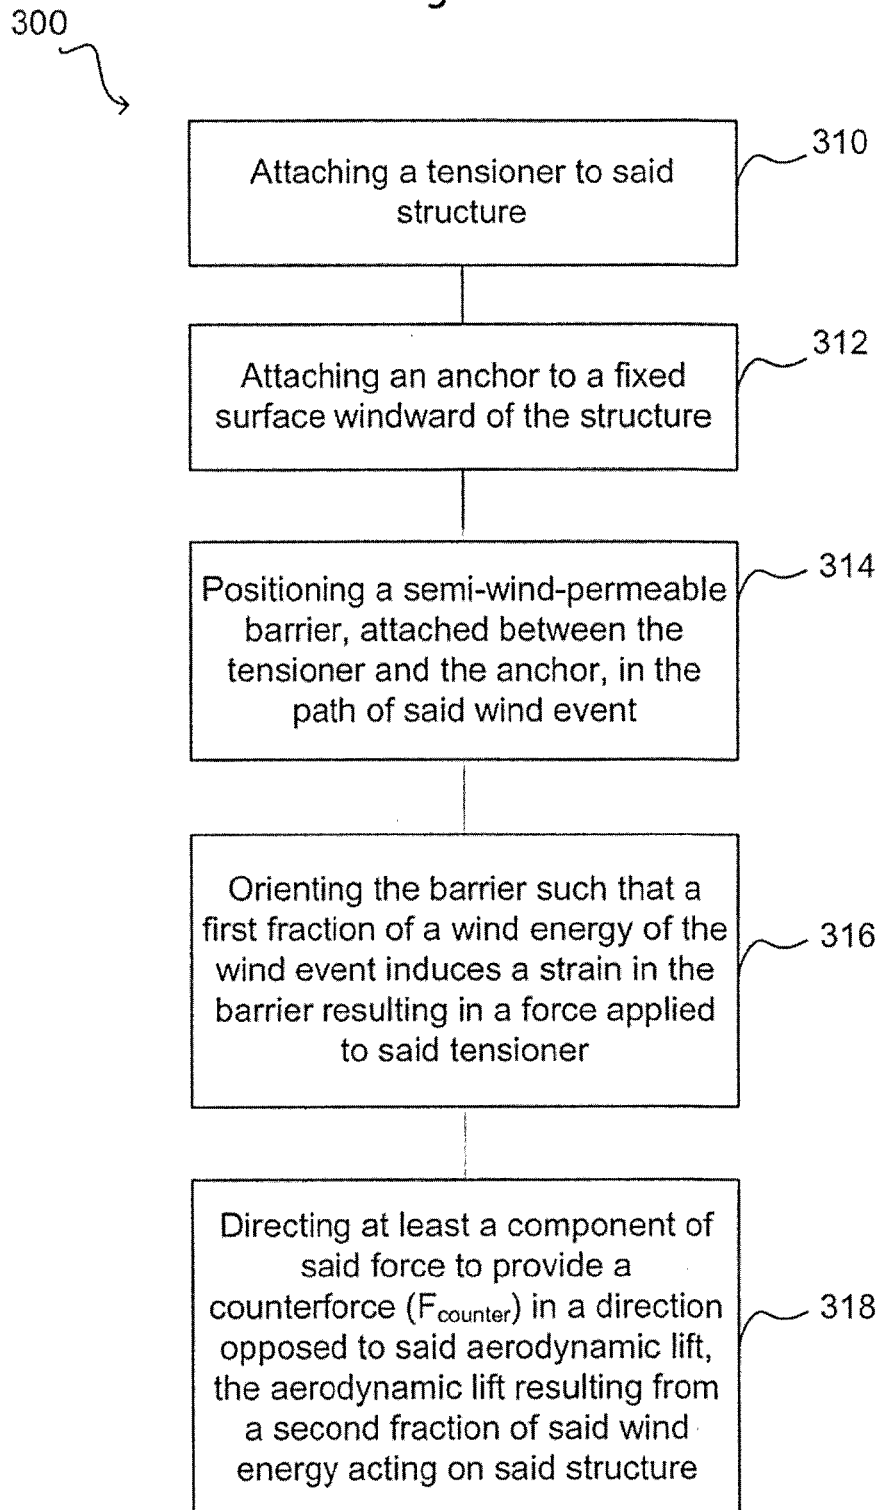 300
310
Attaching a tensioner to said
structure
312
Attaching an anchor to a fixed
surface windward of the structure
314
Positioning a semi-wind-permeable
barrier, attached between the
tensioner and the anchor, in the
path of said wind event
Orienting the barrier such that a
first fraction of a wind energy of the
wind event induces a strain in the
barrier resulting in a force applied
to said tensioner
316
Directing at least a component of
said force to provide a
counterforce (Fcounter) in a direction
opposed to said aerodynamic lift,
the aerodynamic lift resulting from
a second fraction of said wind
energy acting on said structure
318